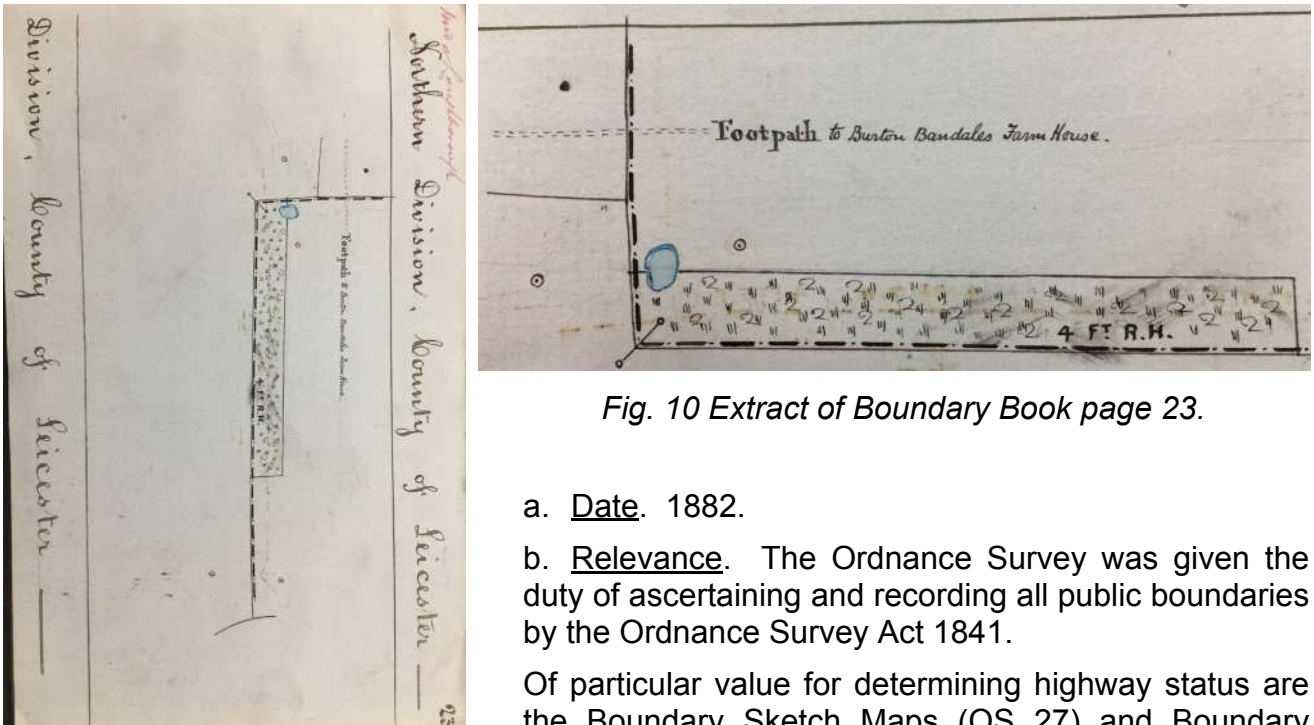 Division, County of Leicester
Northern Division, County of Leicester
Footpath to Burton Bandales Farm House.
4 FT R.H.
23
Footpath to Burton Bandales Farm House.
4 FT R.H.
Fig. 10 Extract of Boundary Book page 23.
a. Date. 1882.
b. Relevance. The Ordnance Survey was given the
duty of ascertaining and recording all public boundaries
by the Ordnance Survey Act 1841.
Of particular value for determining highway status are
the Boundary Sketch Maps (OS 27) and Boundary